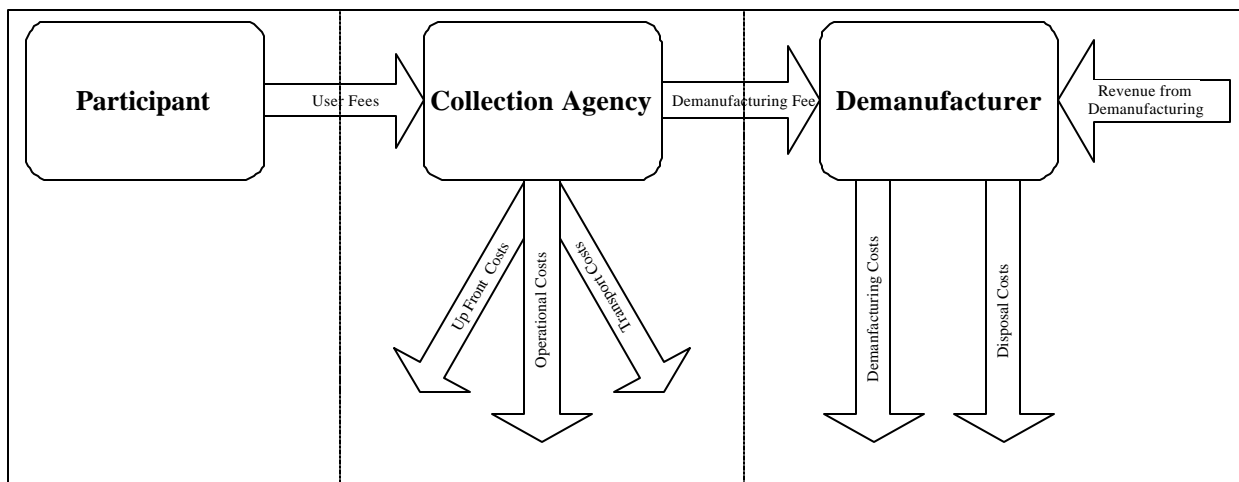 Participant
User Fees
Collection Agency
Demanufacturing Fee
Demanufacturer
Revenue from
Demanufacturing
Up Front Costs
Operational Costs
Transport Costs
Demanfacturing Costs
Disposal Costs